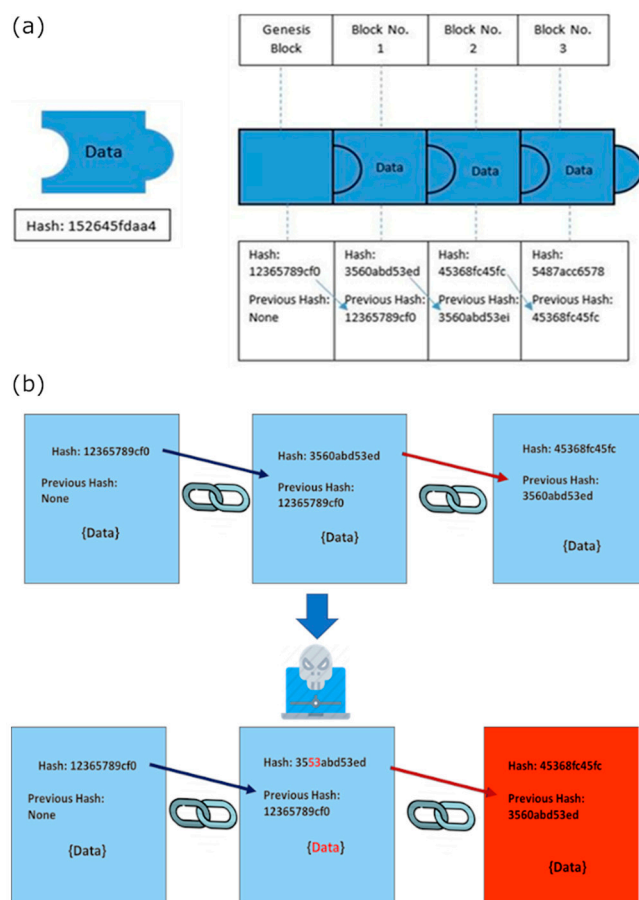 (a)
Genesis
Block
Block No.
1
Block No.
2
Block No.
3
Data
Data
Data
Data
Hash: 152645fdaa4
Hash:
12365789cf0
Previous Hash:
None
Hash:
3560abd53ed
Previous Hash:
12365789cf0
Hash:
45368fc45fc
Previous Hash:
3560abd53ei
Hash:
5487acc6578
Previous Hash:
45368fc45fc
(b)
Hash: 12365789cf0
Previous Hash:
None
{Data}
Hash: 3560abd53ed
Previous Hash:
12365789cf0
{Data}
Hash: 45368fc45fc
Previous Hash:
3560abd53ed
{Data}
Hash: 12365789cf0
Previous Hash:
None
{Data}
Hash: 3553abd53ed
Previous Hash:
12365789cf0
{Data}
Hash: 45368fc45fc
Previous Hash:
3560abd53ed
{Data}